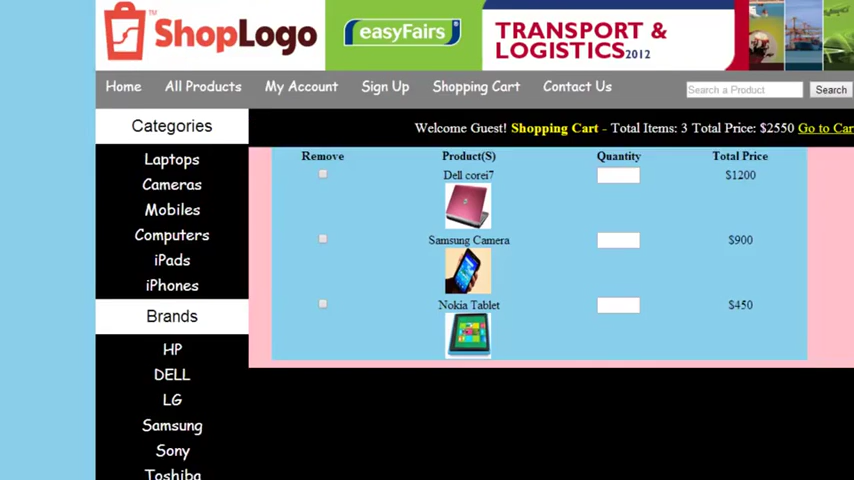 ShopLogo™
easyFairs
TRANSPORT &
LOGISTICS 2012
Home All Products My Account Sign Up Shopping Cart Contact Us
Search a Product Search
Categories
Welcome Guest! Shopping Cart - Total Items: 3 Total Price: $2550 Go to Car
Remove Product(S) Quantity Total Price
Laptops
Dell corei7 $1200
Cameras
Mobiles
Computers
Samsung Camera $900
iPads
iPhones
Nokia Tablet $450
Brands
HP
DELL
LG
Samsung
Sony
Toshiba